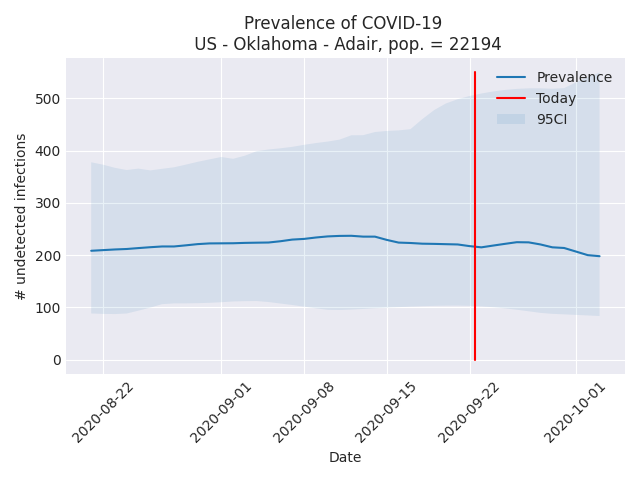 Prevalence of COVID-19
US - Oklahoma - Adair, pop. = 22194
Prevalence
Today
95CI
# undetected infections
500
400
300
200
100
0
2020-08-22
2020-09-01
2020-09-08
2020-09-15
2020-09-22
2020-10-01
Date